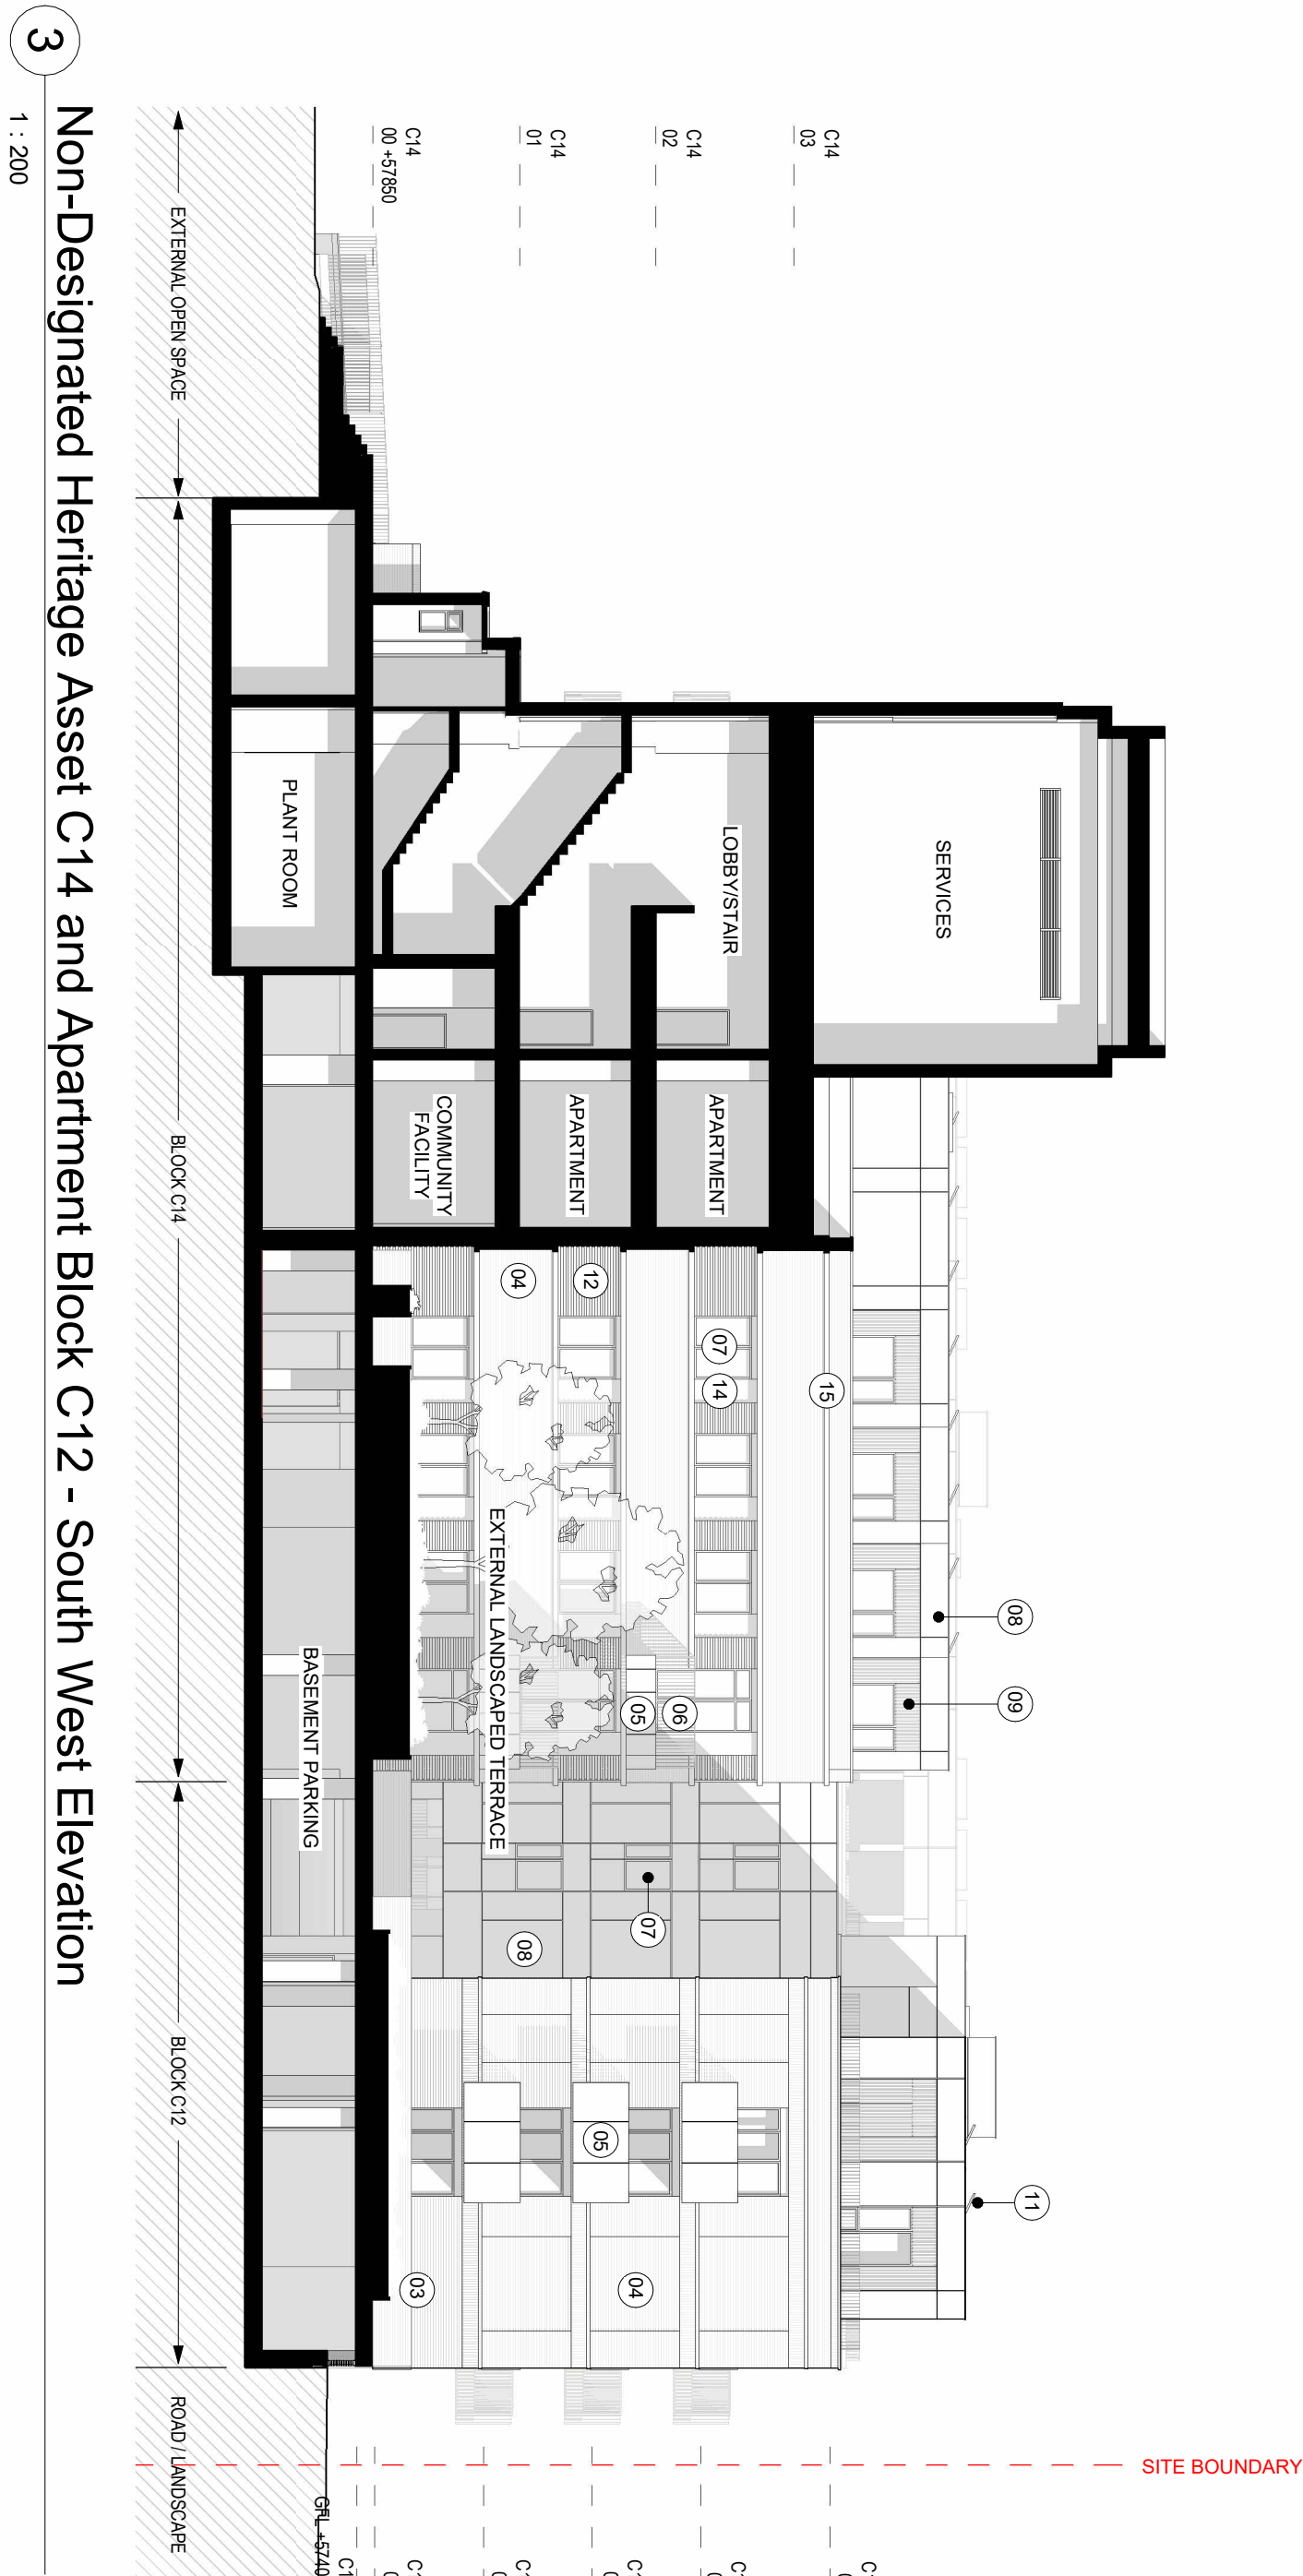 3
Non-Designated Heritage Asset C14 and Apartment Block C12 - South West Elevation
1 : 200
C14
03
C14
02
C14
01
C14
00 +57850
SERVICES
LOBBY/STAIR
APARTMENT
APARTMENT
COMMUNITY
FACILITY
PLANT ROOM
BASEMENT PARKING
EXTERNAL LANDSCAPED TERRACE
04
12
07
14
15
08
09
05
06
07
08
05
04
03
11
EXTERNAL OPEN SPACE
BLOCK C14
BLOCK C12
ROAD / LANDSCAPE
SITE BOUNDARY